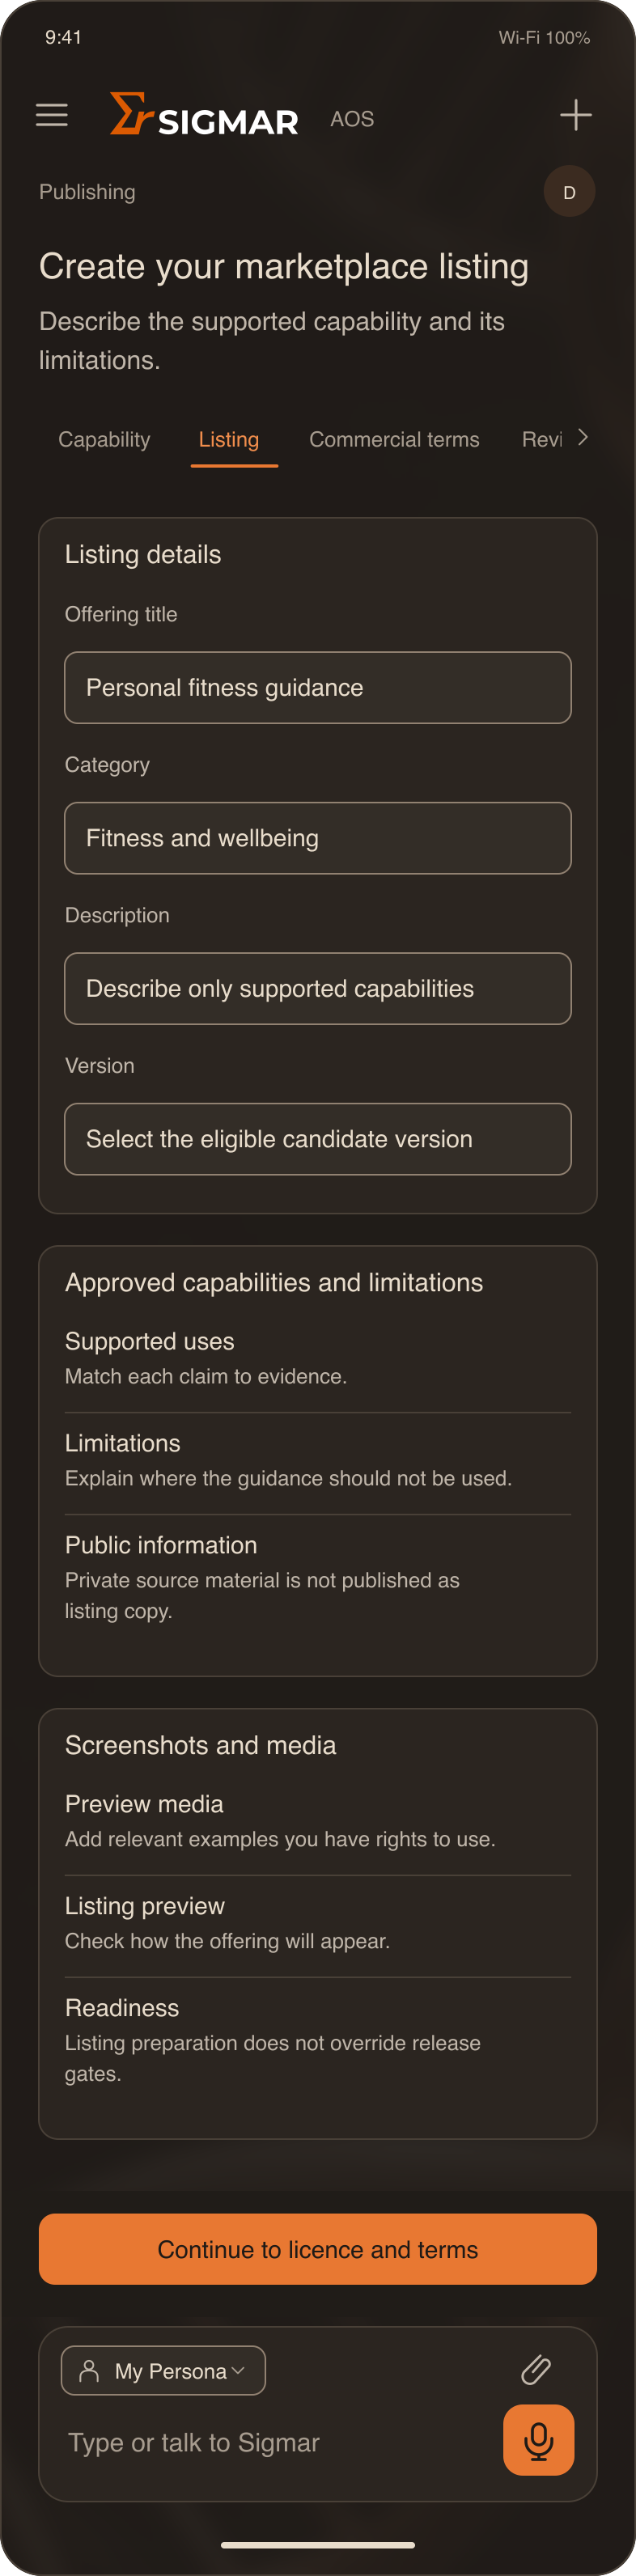 9:41
Wi-Fi 100%
SIGMAR
AOS
Publishing
D
Create your marketplace listing
Describe the supported capability and its
limitations.
Capability
Listing
Commercial terms
Revi
Listing details
Offering title
Personal fitness guidance
Category
Fitness and wellbeing
Description
Describe only supported capabilities
Version
Select the eligible candidate version
Approved capabilities and limitations
Supported uses
Match each claim to evidence.
Limitations
Explain where the guidance should not be used.
Public information
Private source material is not published as
listing copy.
Screenshots and media
Preview media
Add relevant examples you have rights to use.
Listing preview
Check how the offering will appear.
Readiness
Listing preparation does not override release
gates.
Continue to licence and terms
My Persona
Type or talk to Sigmar